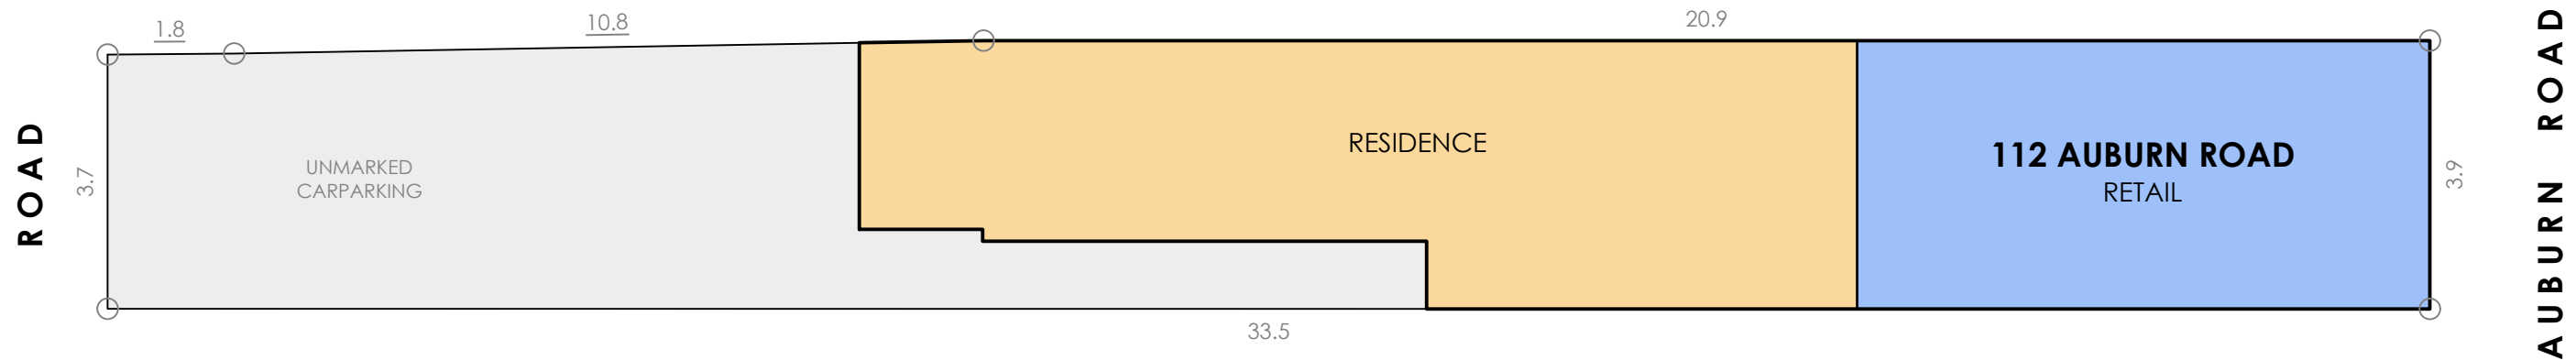 1.8
10.8
20.9
ROAD
3.7
UNMARKED
CARPARKING
RESIDENCE
112 AUBURN ROAD
RETAIL
3.9
AUBURN ROAD
33.5